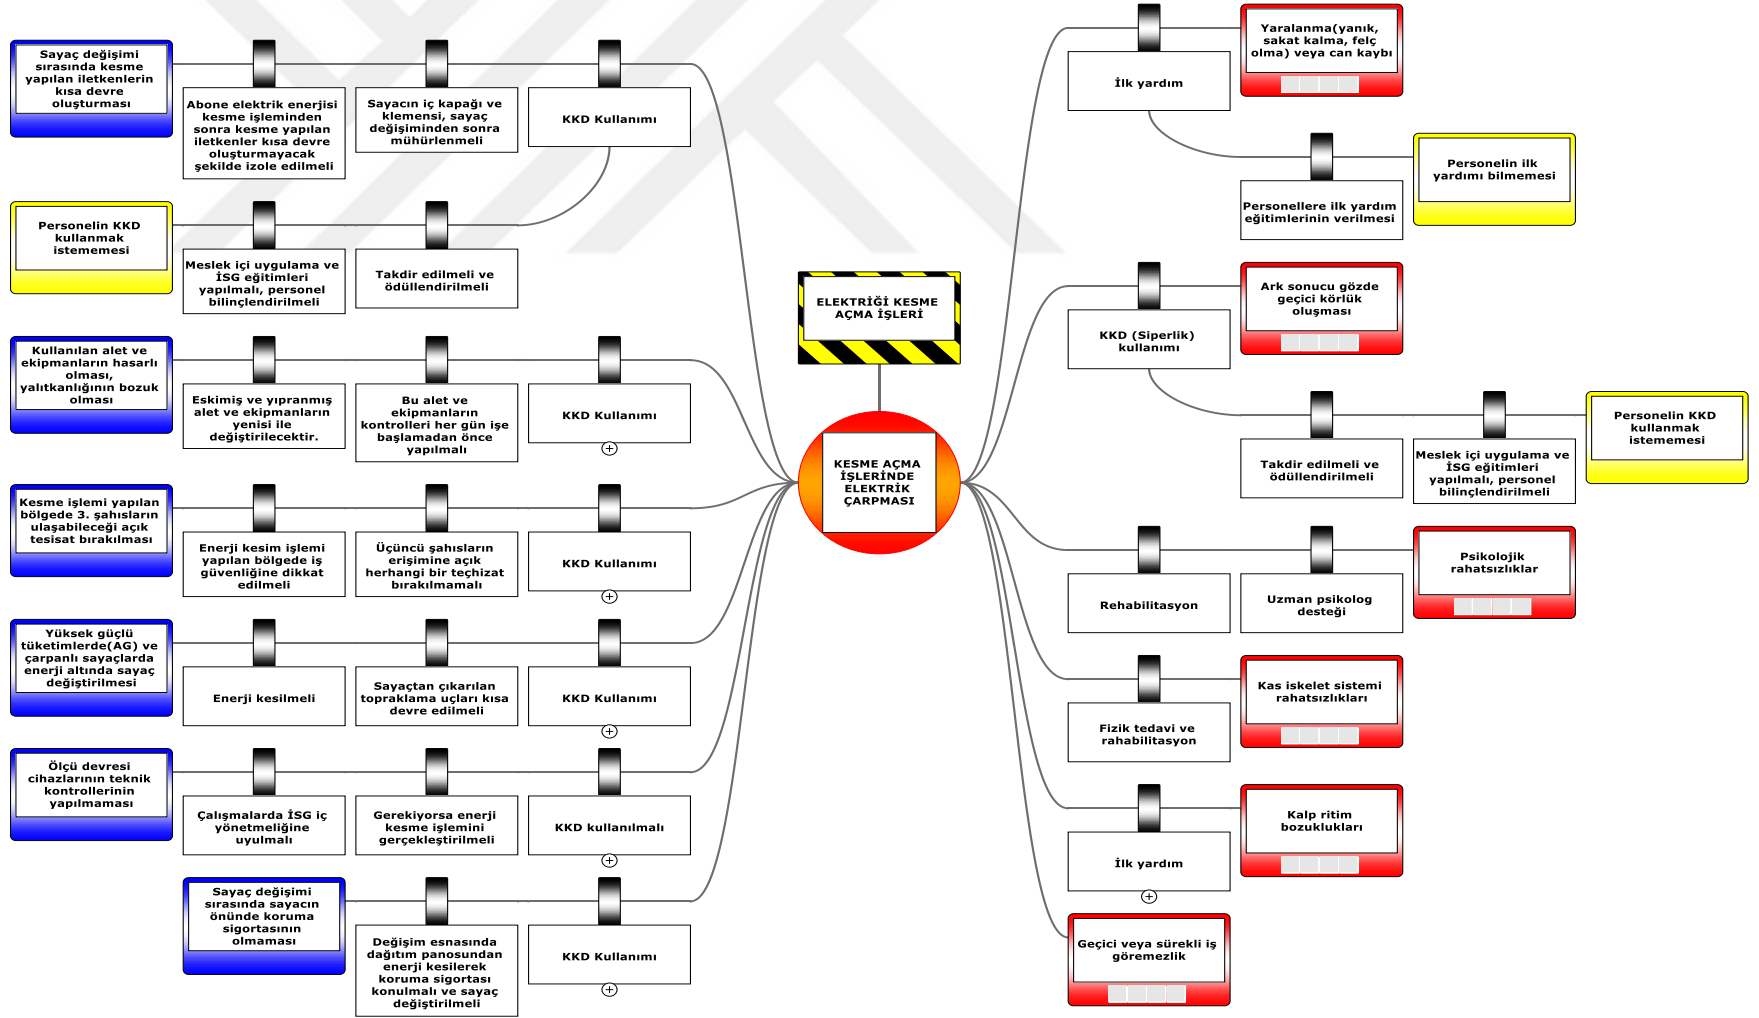 Sayaç değişimi
sırasında kesme
yapılan iletkenlerin
kısa devre
oluşturması
Abone elektrik enerjisi
kesme işleminden
sonra kesme yapılan
iletkenler kısa devre
oluşturmayacak
şekilde izole edilmeli
Sayacın iç kapağı ve
klemensi, sayaç
değişiminden sonra
mühürlenmeli
KKD Kullanımı
Personelin KKD
kullanmak
istememesi
Meslek içi uygulama ve
İSG eğitimleri
yapılmalı, personel
bilinçlendirilmeli
Takdir edilmeli ve
ödüllendirilmeli
Kullanılan alet ve
ekipmanların hasarlı
olması,
yalıtkanlığının bozuk
olması
Eskimiş ve yıpranmış
alet ve ekipmanların
yenisi ile
değiştirilecektir.
Bu alet ve
ekipmanların
kontrolleri her gün işe
başlamadan önce
yapılmalı
KKD Kullanımı
Kesme işlemi yapılan
bölgede 3. şahısların
ulaşabileceği açık
tesisat bırakılması
Enerji kesim işlemi
yapılan bölgede iş
güvenliğine dikkat
edilmeli
Üçüncü şahısların
erişimine açık
herhangi bir teçhizat
bırakılmamalı
KKD Kullanımı
Yüksek güçlü
tüketimlerde(AG) ve
çarpanlı sayaçlarda
enerji altında sayaç
değiştirilmesi
Enerji kesilmeli
Sayaçtan çıkarılan
topraklama uçları kısa
devre edilmeli
KKD Kullanımı
Ölçü devresi
cihazlarının teknik
kontrollerinin
yapılmaması
Çalışmalarda İSG iç
yönetmeliğine
uyulmalı
Gerekiyorsa enerji
kesme işlemini
gerçekleştirilmeli
KKD kullanılmalı
Sayaç değişimi
sırasında sayacın
önünde koruma
sigortasının
olmaması
Değişim esnasında
dağıtım panosundan
enerji kesilerek
koruma sigortası
konulmalı ve sayaç
değiştirilmeli
KKD Kullanımı
ELEKTRİĞİ KESME
AÇMA İŞLERİ
KESME AÇMA
İŞLERİNDE
ELEKTRİK
ÇARPMASI
İlk yardım
Yaralanma(yanık,
sakat kalma, felç
olma) veya can kaybı
Personellere ilk yardım
eğitimlerinin verilmesi
Personelin ilk
yardımı bilmemesi
KKD (Siperlik)
kullanımı
Ark sonucu gözde
geçici körlük
oluşması
Takdir edilmeli ve
ödüllendirilmeli
Meslek içi uygulama ve
İSG eğitimleri
yapılmalı, personel
bilinçlendirilmeli
Personelin KKD
kullanmak
istememesi
Rehabilitasyon
Uzman psikolog
desteği
Psikolojik
rahatsızlıklar
Fizik tedavi ve
rahabilitasyon
Kas iskelet sistemi
rahatsızlıkları
İlk yardım
Kalp ritim
bozuklukları
Geçici veya sürekli iş
göremezlik